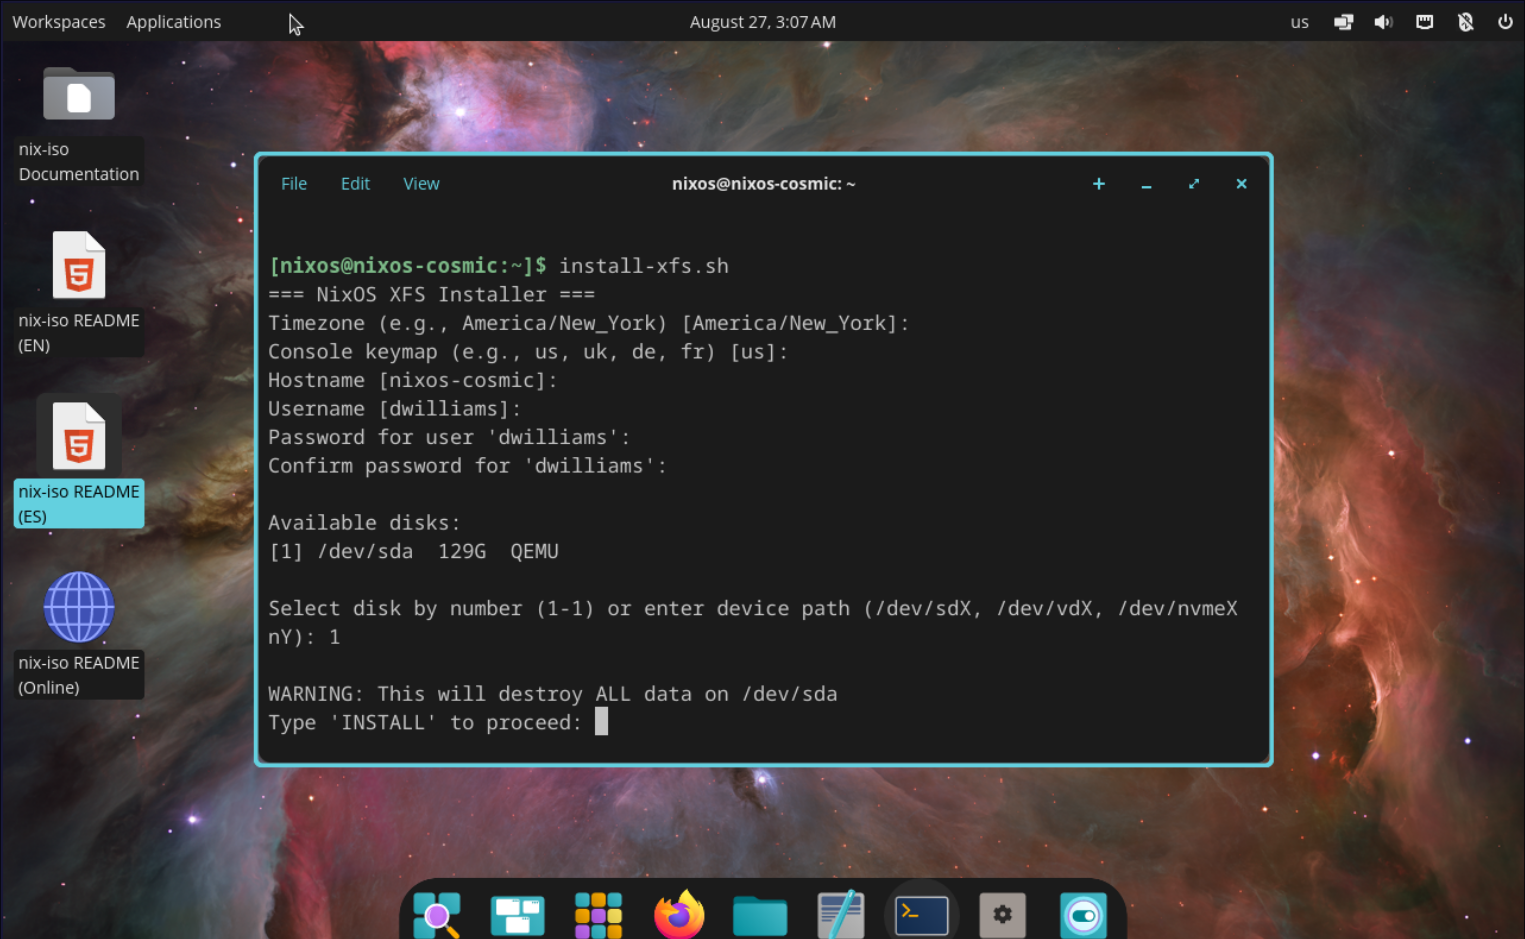 Workspaces Applications August 27, 3:07 AM us
nix-iso
Documentation
nix-iso README
(EN)
nix-iso README
(ES)
nix-iso README
(Online)
File Edit View nixos@nixos-cosmic: ~
[nixos@nixos-cosmic:~]$ install-xfs.sh
=== NixOS XFS Installer ===
Timezone (e.g., America/New_York) [America/New_York]:
Console keymap (e.g., us, uk, de, fr) [us]:
Hostname [nixos-cosmic]:
Username [dwilliams]:
Password for user 'dwilliams':
Confirm password for 'dwilliams':
Available disks:
[1] /dev/sda  129G  QEMU
Select disk by number (1-1) or enter device path (/dev/sdX, /dev/vdX, /dev/nvmeX
nY): 1
WARNING: This will destroy ALL data on /dev/sda
Type 'INSTALL' to proceed: